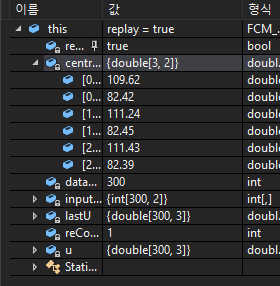 이름 값 형식
this replay = true FCM_...
re... true bool
centr... {double[3, 2]} doubl...
[0... 109.62 doubl...
[0... 82.42 doubl...
[1... 111.24 doubl...
[1... 82.45 doubl...
[2... 111.43 doubl...
[2... 82.39 doubl...
data... 300 int
input... {int[300, 2]} int[,]
lastU {double[300, 3]} doubl...
reCo... 1 int
u {double[300, 3]} doubl...
Stati...